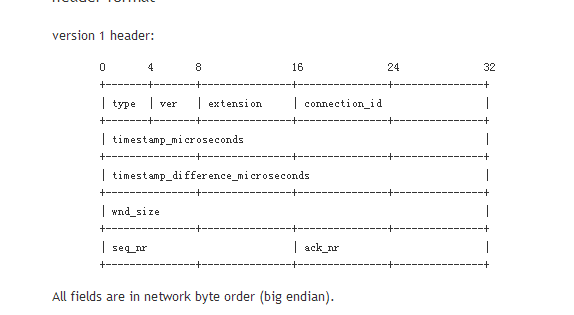 header format
version 1 header:
0       4       8               16              24              32
+-------+-------+---------------+---------------+---------------+
| type  | ver   | extension     | connection_id                 |
+-------+-------+---------------+---------------+---------------+
| timestamp_microseconds                                        |
+---------------+---------------+---------------+---------------+
| timestamp_difference_microseconds                             |
+---------------+---------------+---------------+---------------+
| wnd_size                                                      |
+---------------+---------------+---------------+---------------+
| seq_nr                        | ack_nr                        |
+---------------+---------------+---------------+---------------+
All fields are in network byte order (big endian).